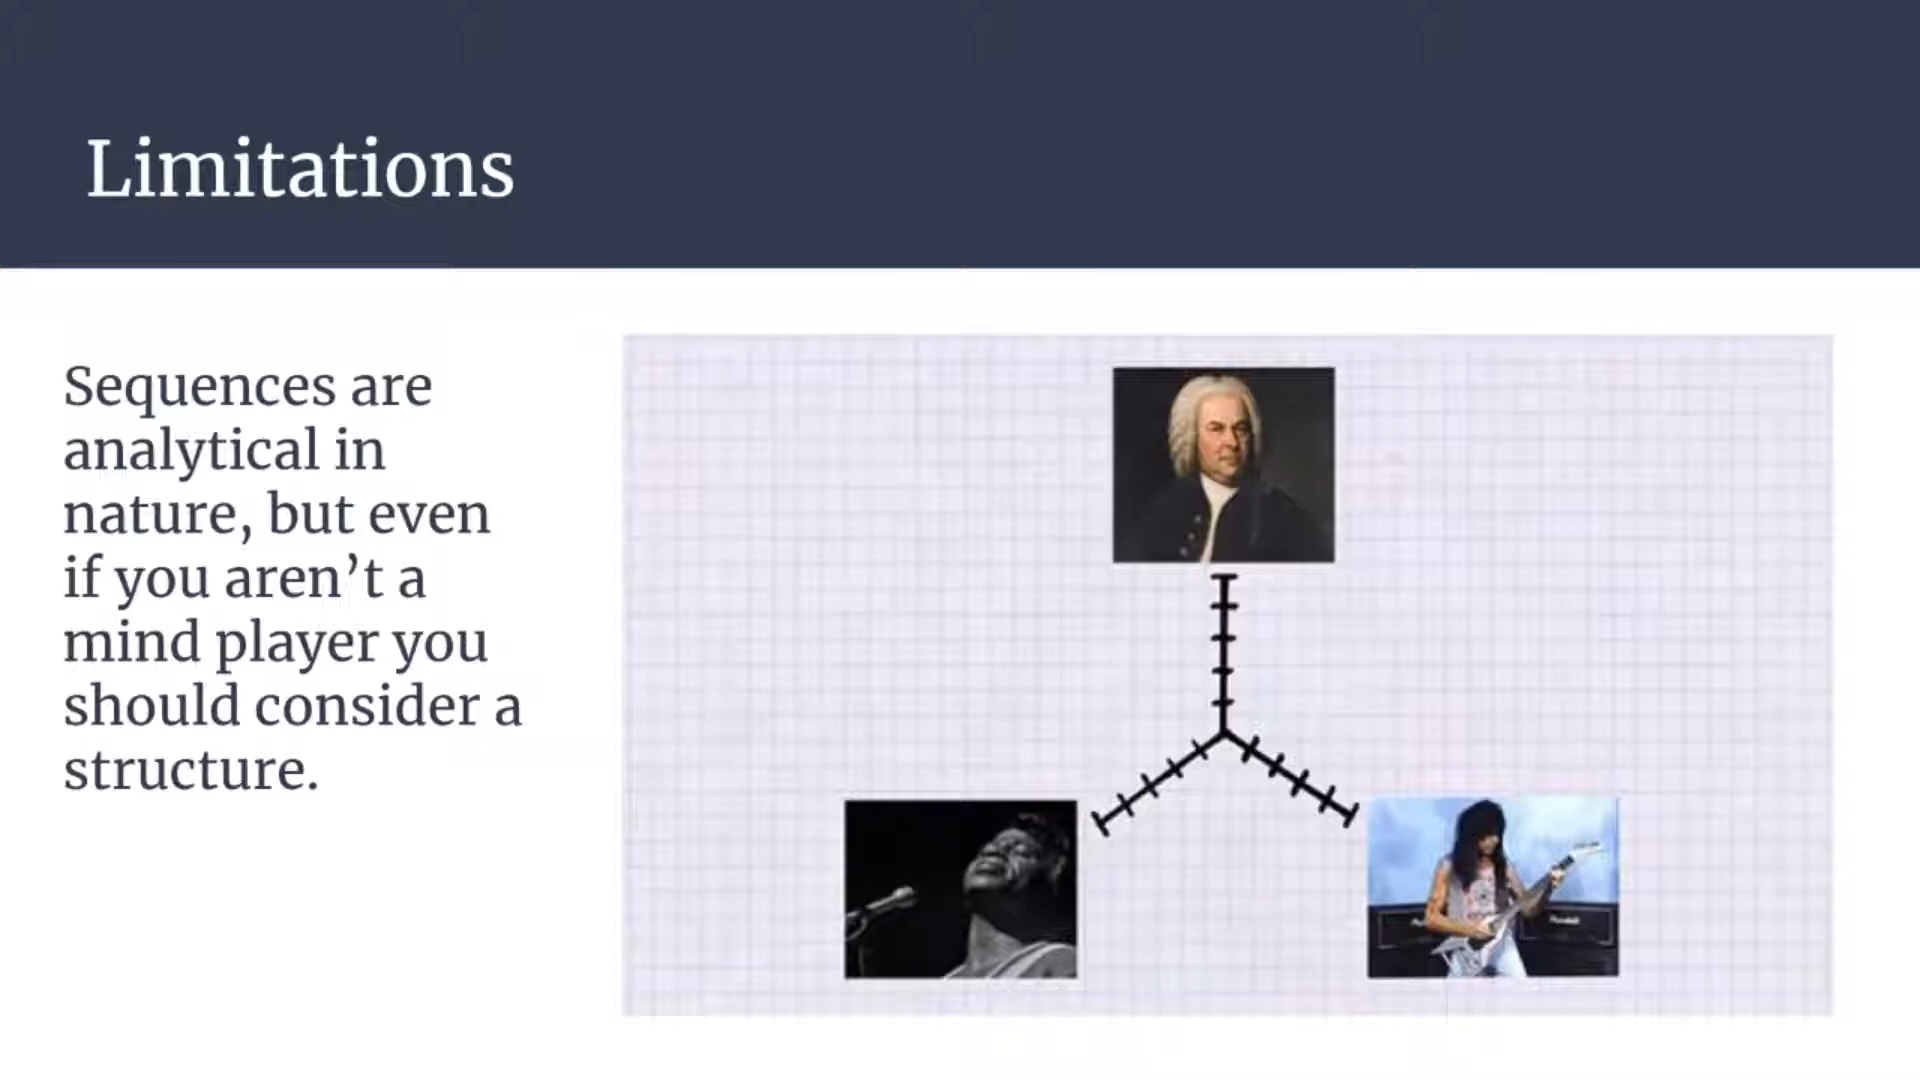 Limitations
Sequences are
analytical in
nature, but even
if you aren’t a
mind player you
should consider a
structure.